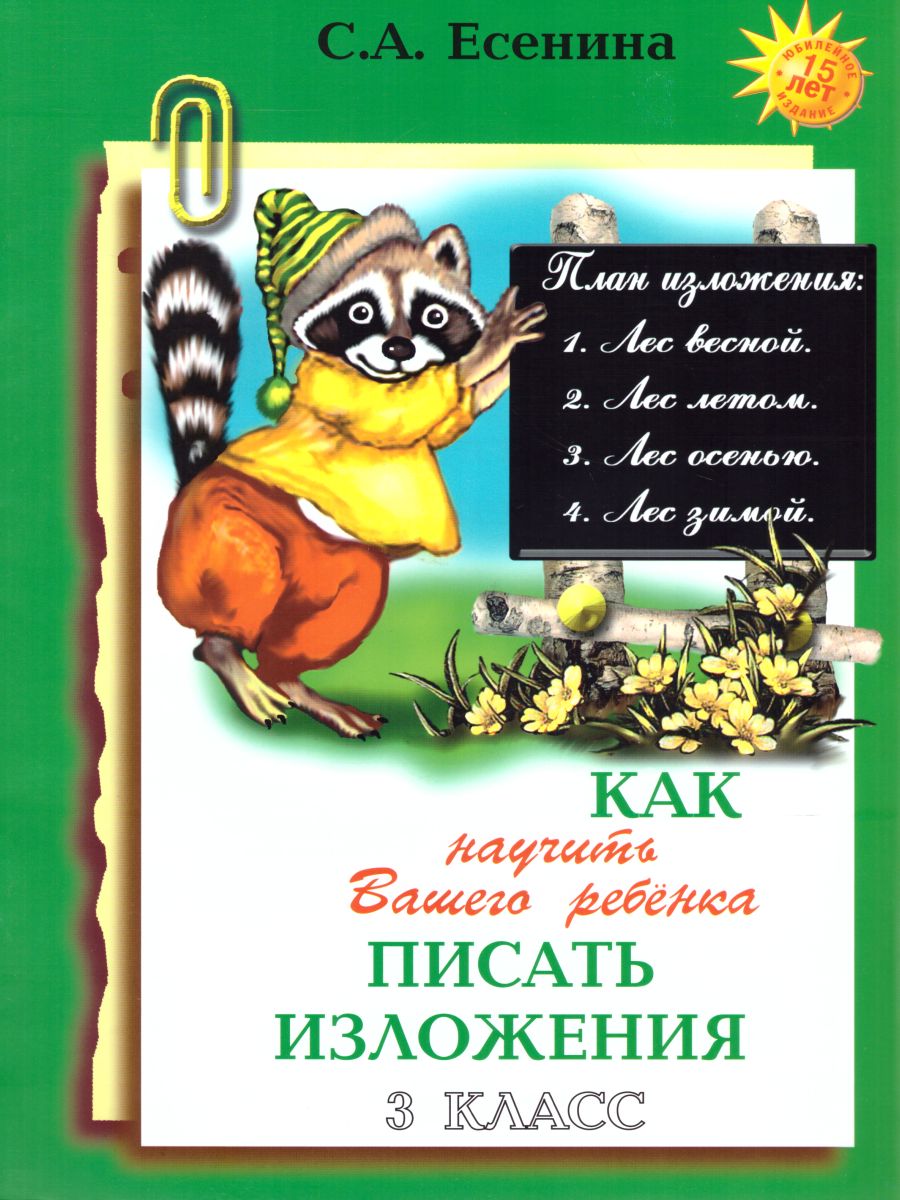 С.А. Есенина
ЮБИЛЕЙНОЕ
15
лет
ИЗДАНИЕ
План изложения:
1. Лес весной.
2. Лес летом.
3. Лес осенью.
4. Лес зимой.
КАК
научить
Вашего ребёнка
ПИСАТЬ
ИЗЛОЖЕНИЯ
3 КЛАСС